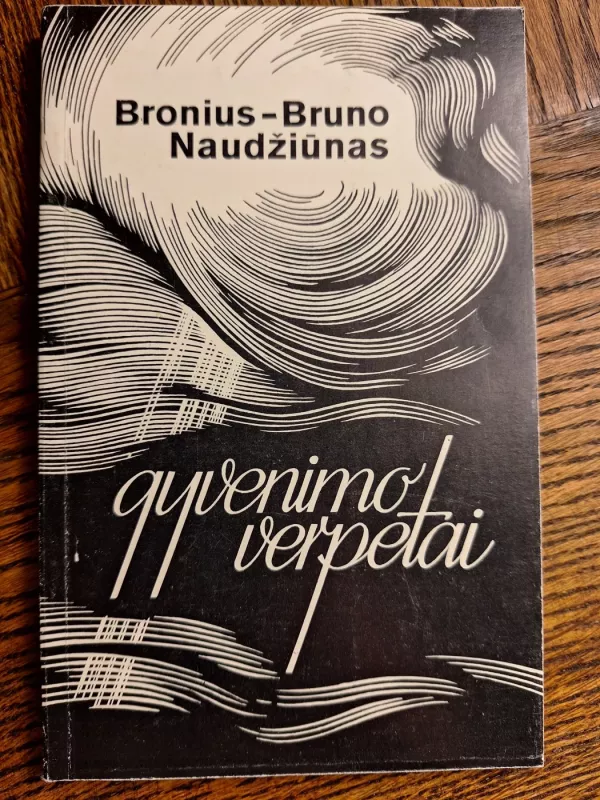 Bronius-Bruno
Naudžiūnas
gyvenimo
verpetai